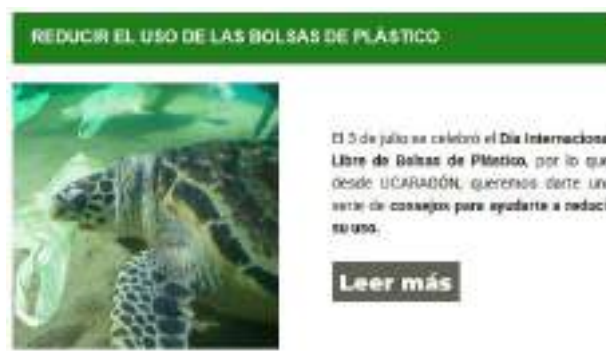 REDUCIR EL USO DE LAS BOLSAS DE PLÁSTICO
El 3 de julio se celebró el Día Internaciona
Libre de Bolsas de Plástico, por lo que
desde UCARAGÓN, queremos darte una
serie de consejos para ayudarte a reduci
su uso.
Leer más